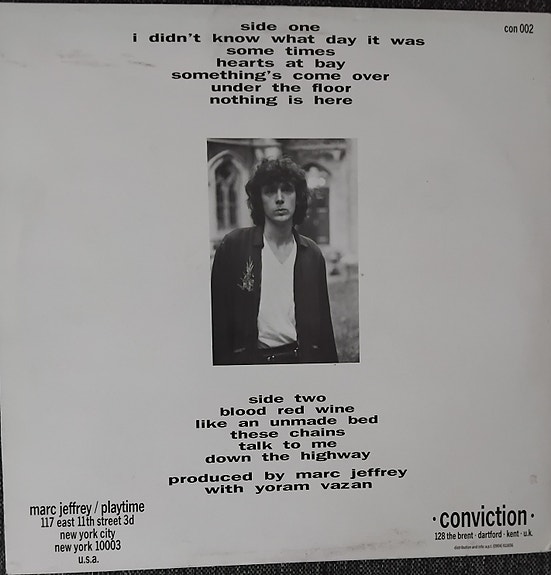 side one
i didn't know what day it was
some times
hearts at bay
something's come over
under the floor
nothing is here
con 002
side two
blood red wine
like an unmade bed
these chains
talk to me
down the highway
produced by marc jeffrey
with yoram vazan
marc jeffrey / playtime
117 east 11th street 3d
new york city
new york 10003
u.s.a.
· conviction ·
128 the brent · dartford · kent · u.k.
distribution and info